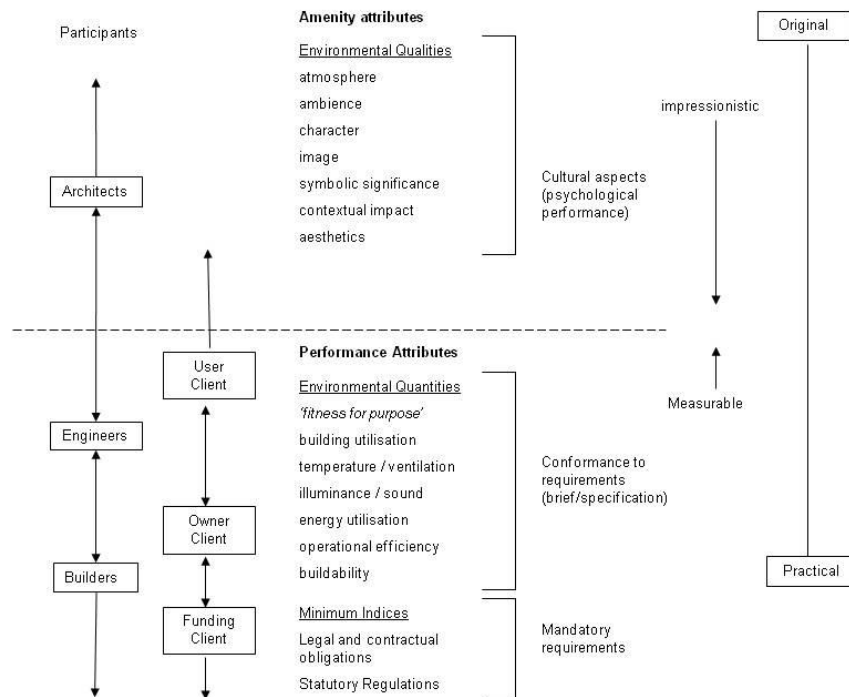 Participants
Architects
Engineers
Builders
User
Client
Owner
Client
Funding
Client
Amenity attributes
Environmental Qualities
atmosphere
ambience
character
image
symbolic significance
contextual impact
aesthetics
Performance Attributes
Environmental Quantities
'fitness for purpose'
building utilisation
temperature / ventilation
illuminance / sound
energy utilisation
operational efficiency
buildability
Minimum Indices
Legal and contractual
obligations
Statutory Regulations
Cultural aspects
(psychological
performance)
Conformance to
requirements
(brief/specification)
Mandatory
requirements
impressionistic
Measurable
Original
Practical